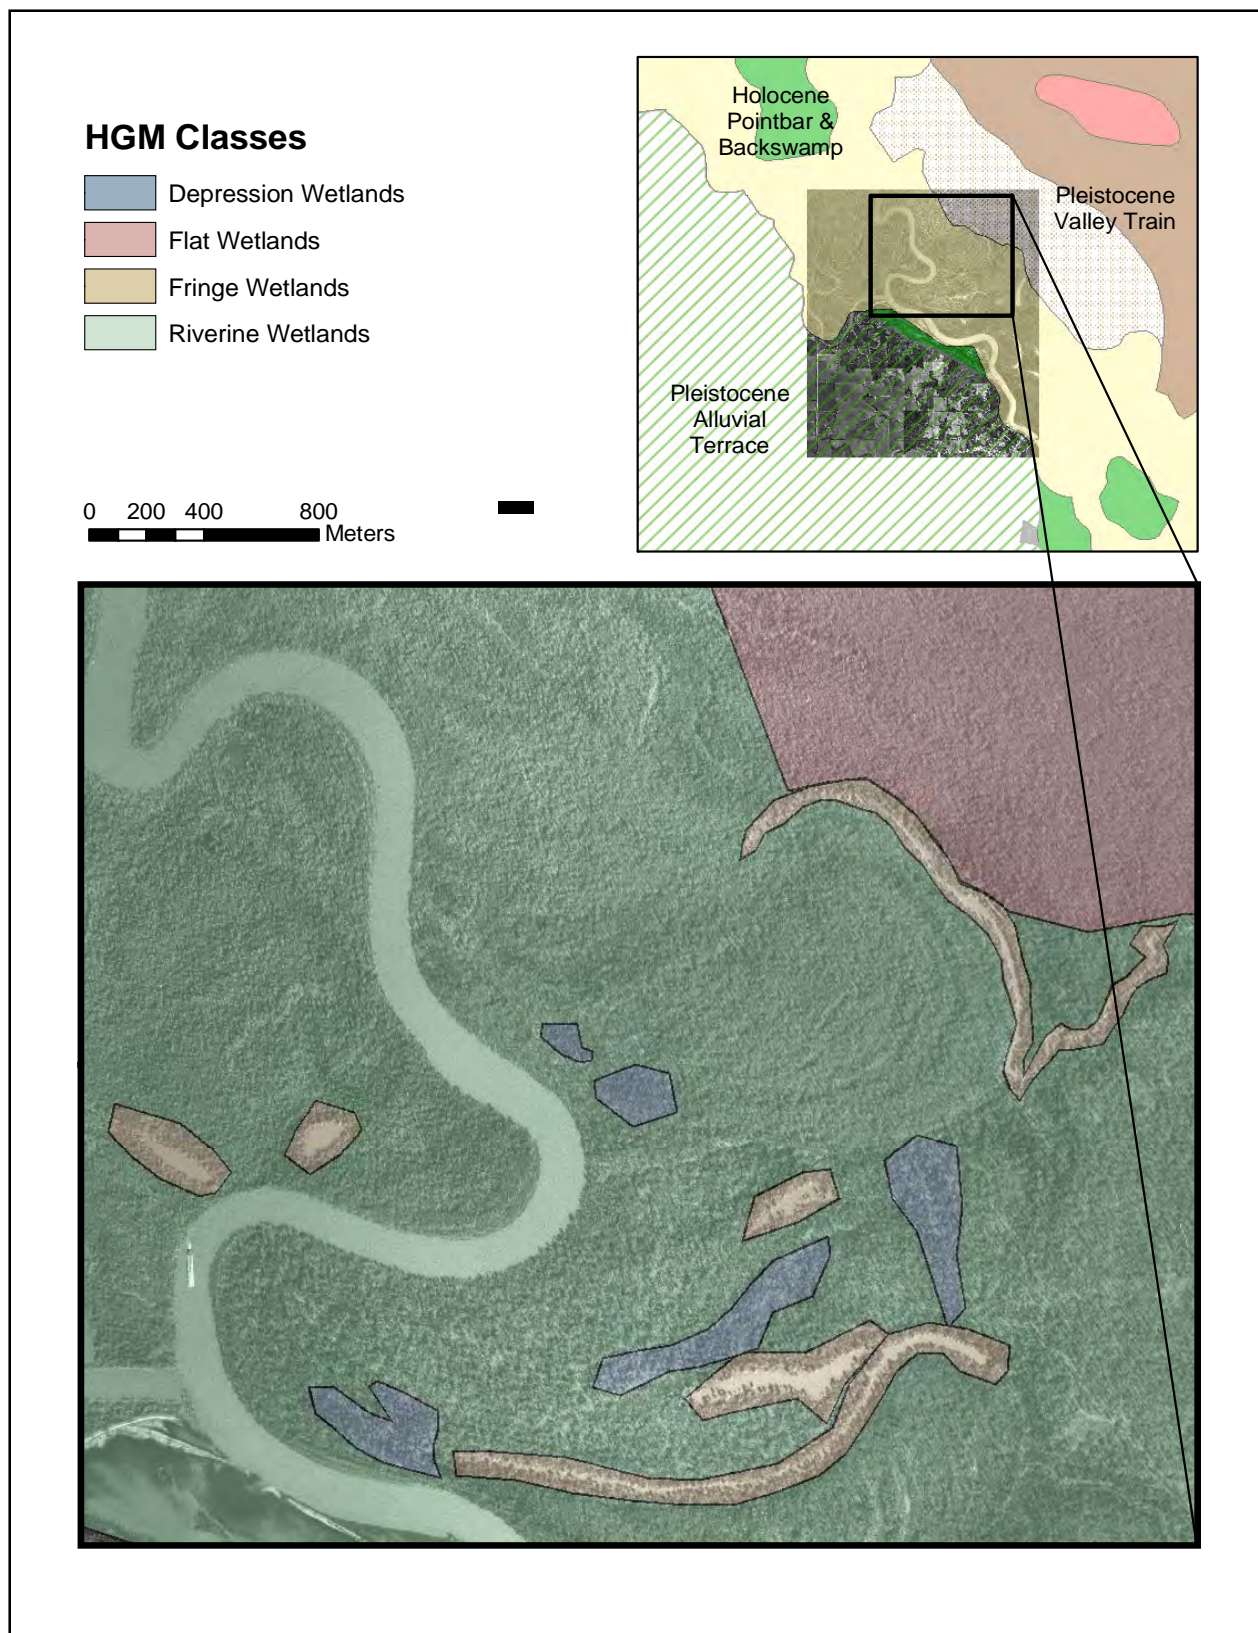 HGM Classes
Depression Wetlands
Flat Wetlands
Fringe Wetlands
Riverine Wetlands
0 200 400 800
Meters
Holocene
Pointbar &
Backswamp
Pleistocene
Valley Train
Pleistocene
Alluvial
Terrace